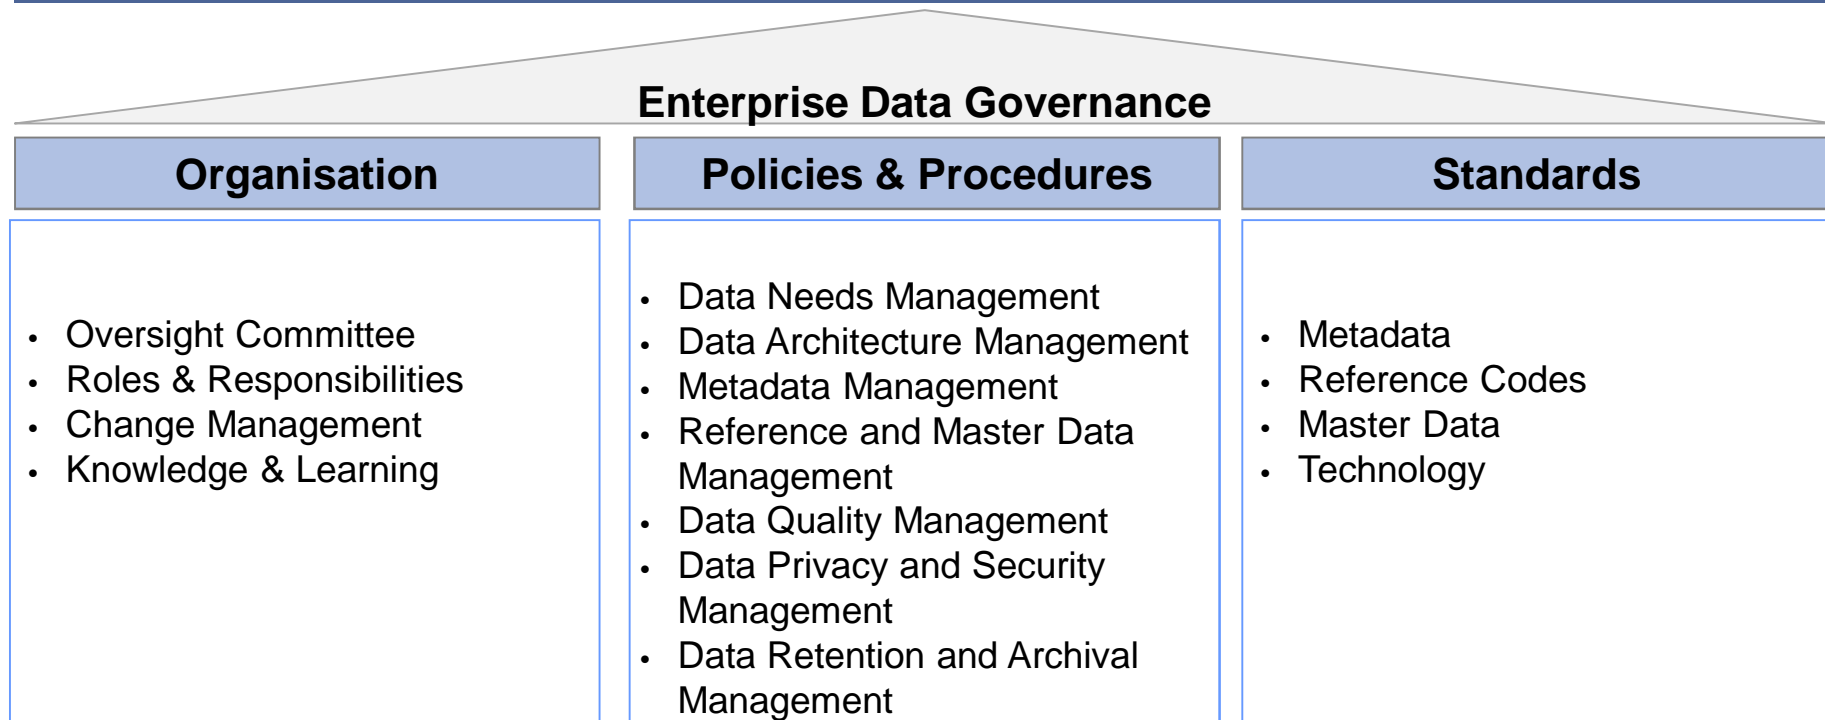 Enterprise Data Governance
Organisation
• Oversight Committee
• Roles & Responsibilities
• Change Management
• Knowledge & Learning
Policies & Procedures
• Data Needs Management
• Data Architecture Management
• Metadata Management
• Reference and Master Data
Management
• Data Quality Management
• Data Privacy and Security
Management
• Data Retention and Archival
Management
Standards
• Metadata
• Reference Codes
• Master Data
• Technology